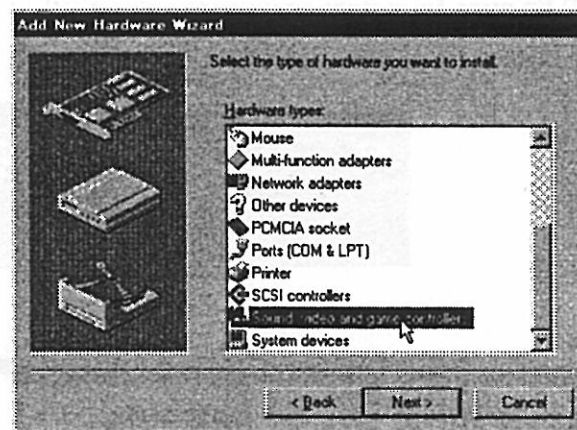 Add New Hardware Wizard
Select the type of hardware you want to install.
Hardware types:
Mouse
Multi-function adapters
Network adapters
Other devices
PCMCIA socket
Ports (COM & LPT)
Printer
SCSI controllers
Sound, video and game controller
System devices
< Back
Next >
Cancel